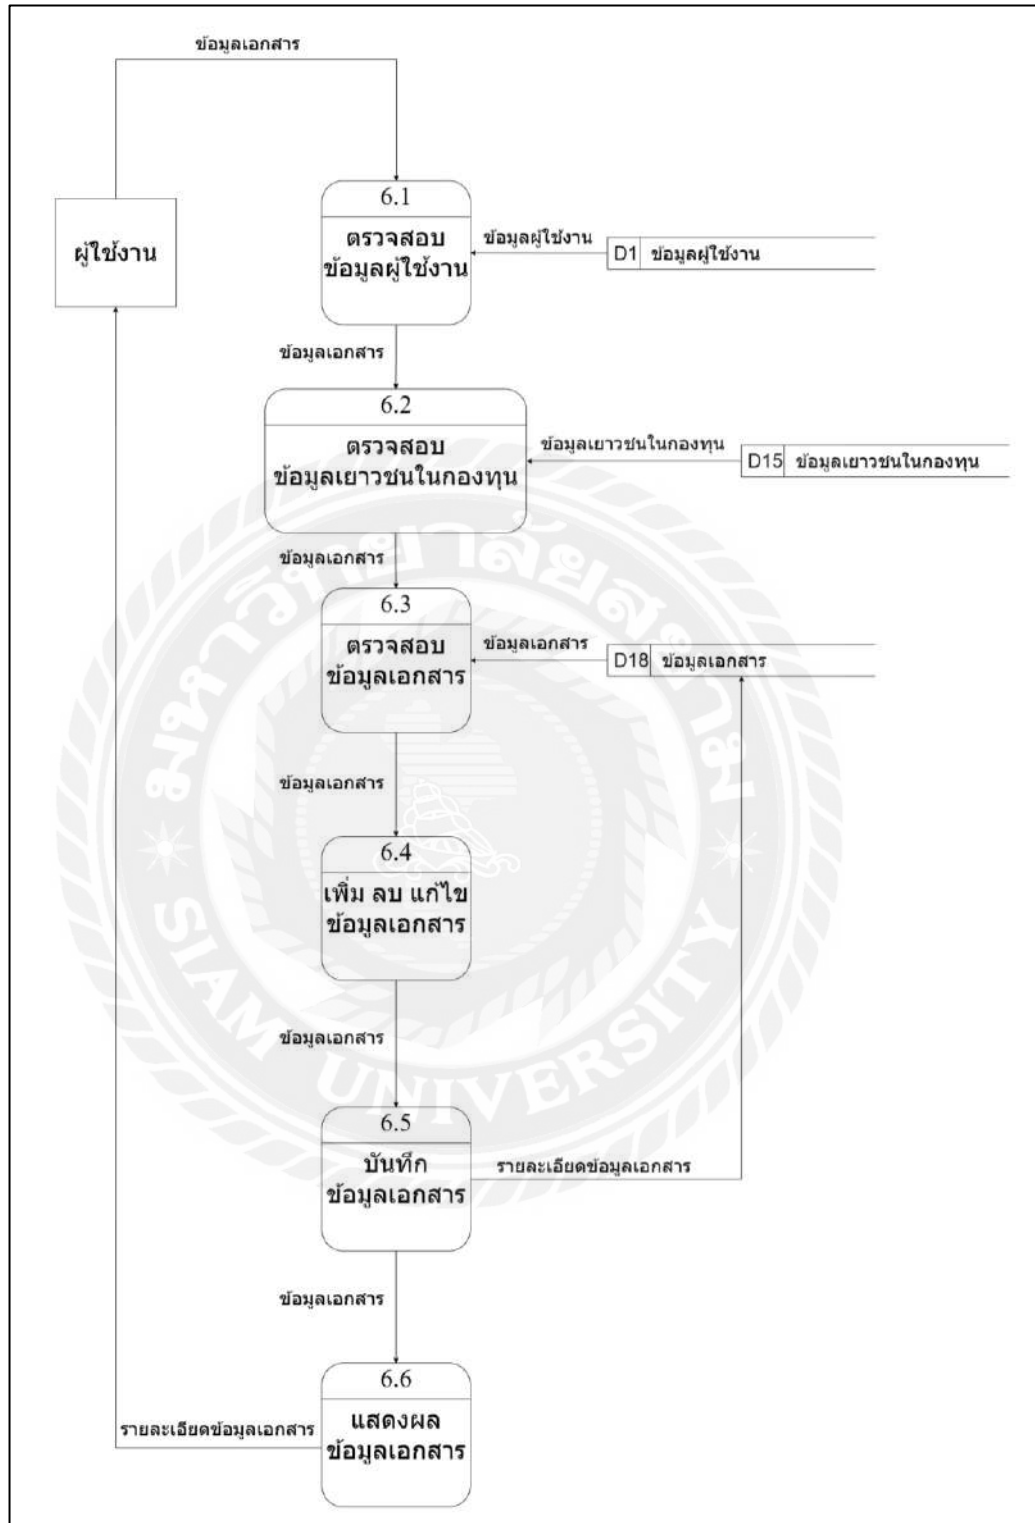 ข้อมูลเอกสาร
ผู้ใช้งาน
6.1
ตรวจสอบ
ข้อมูลผู้ใช้งาน
ข้อมูลผู้ใช้งาน
D1 ข้อมูลผู้ใช้งาน
ข้อมูลเอกสาร
6.2
ตรวจสอบ
ข้อมูลเยาวชนในกองทุน
ข้อมูลเยาวชนในกองทุน
D15 ข้อมูลเยาวชนในกองทุน
ข้อมูลเอกสาร
6.3
ตรวจสอบ
ข้อมูลเอกสาร
ข้อมูลเอกสาร
D18 ข้อมูลเอกสาร
ข้อมูลเอกสาร
6.4
เพิ่ม ลบ แก้ไข
ข้อมูลเอกสาร
ข้อมูลเอกสาร
6.5
บันทึก
ข้อมูลเอกสาร
รายละเอียดข้อมูลเอกสาร
ข้อมูลเอกสาร
6.6
แสดงผล
ข้อมูลเอกสาร
รายละเอียดข้อมูลเอกสาร
มหาวิทยาลัยสยาม
SIAM UNIVERSITY